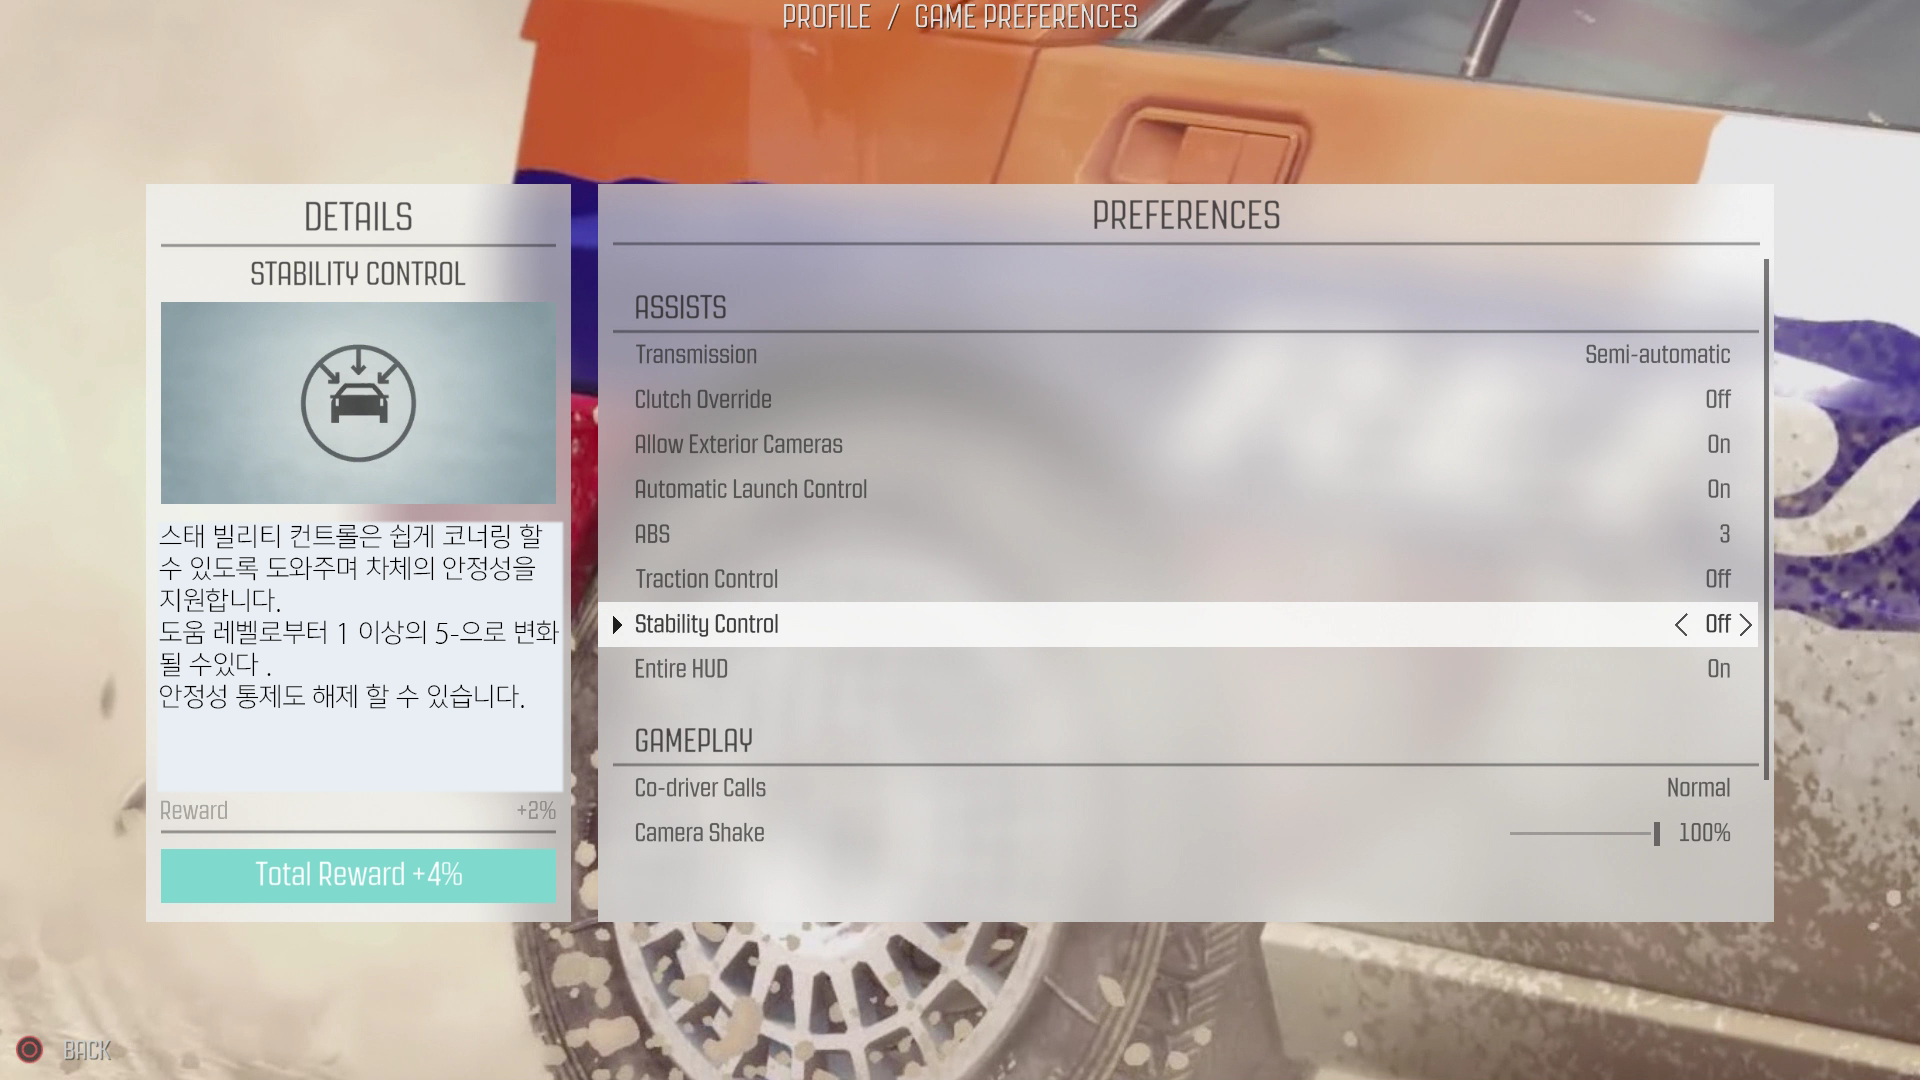 PROFILE / GAME PREFERENCES
DETAILS
STABILITY CONTROL
스태 빌리티 컨트롤은 쉽게 코너링 할
수 있도록 도와주며 차체의 안정성을
지원합니다.
도움 레벨로부터 1 이상의 5-으로 변화
될 수있다 .
안정성 통제도 해제 할 수 있습니다.
Reward +2%
Total Reward +4%
PREFERENCES
ASSISTS
Transmission Semi-automatic
Clutch Override Off
Allow Exterior Cameras On
Automatic Launch Control On
ABS 3
Traction Control Off
Stability Control Off
Entire HUD On
GAMEPLAY
Co-driver Calls Normal
Camera Shake 100%
BACK